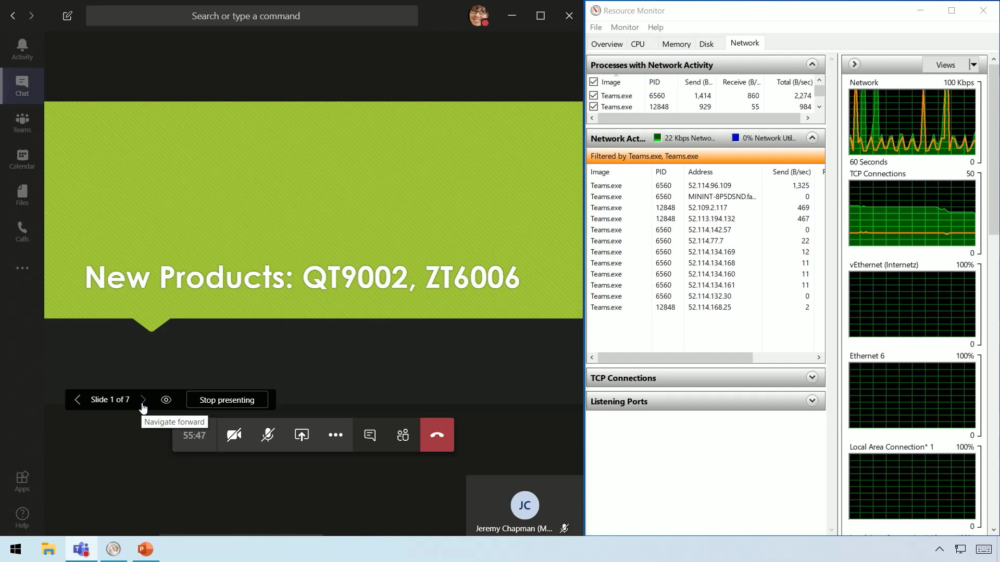 Search or type a command
Activity
Chat
Teams
Calendar
Files
Calls
Apps
Help
New Products: QT9002, ZT6006
Slide 1 of 7
Stop presenting
Navigate forward
55:47
JC
Jeremy Chapman (M...
Resource Monitor
File Monitor Help
Overview CPU Memory Disk Network
Processes with Network Activity
Image PID Send (B... Receive (B/... Total (B/sec)
Teams.exe 6560 1,414 860 2,274
Teams.exe 12848 929 55 984
Network Act... 22 Kbps Netwo... 0% Network Util...
Filtered by Teams.exe, Teams.exe
Image PID Address Send (B/sec)
Teams.exe 6560 52.114.96.109 1,325
Teams.exe 6560 MININT-8P5DSND.fa... 0
Teams.exe 12848 52.109.2.117 469
Teams.exe 12848 52.113.194.132 467
Teams.exe 6560 52.114.142.57 0
Teams.exe 6560 52.114.77.7 22
Teams.exe 6560 52.114.134.169 12
Teams.exe 6560 52.114.134.168 11
Teams.exe 6560 52.114.134.160 11
Teams.exe 6560 52.114.134.161 11
Teams.exe 6560 52.114.132.30 0
Teams.exe 12848 52.114.168.25 2
TCP Connections
Listening Ports
Views
Network 100 Kbps
60 Seconds 0
TCP Connections 50
0
vEthernet (Internetz) 100%
0
Ethernet 6 100%
0
Local Area Connection* 1 100%
0